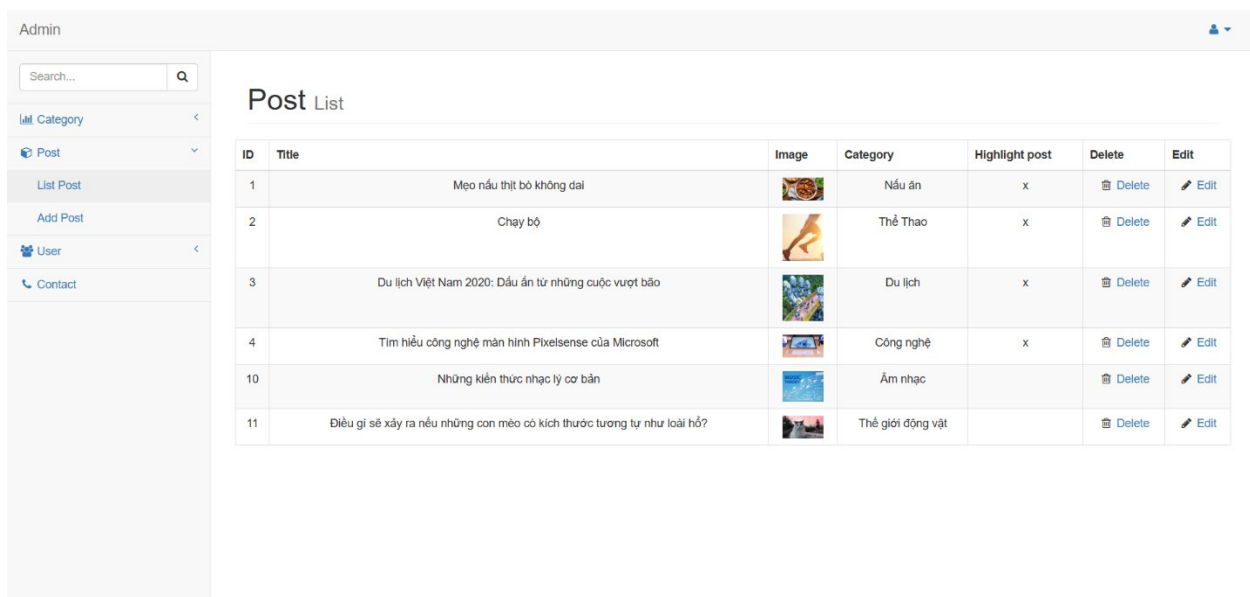 Admin
Search...
Category
Post
List Post
Add Post
User
Contact
Post List
ID Title Image Category Highlight post Delete Edit
1 Mẹo nấu thịt bò không dai Nấu ăn x Delete Edit
2 Chạy bộ Thể Thao x Delete Edit
3 Du lịch Việt Nam 2020: Dấu ấn từ những cuộc vượt bão Du lịch x Delete Edit
4 Tìm hiểu công nghệ màn hình Pixelsense của Microsoft Công nghệ x Delete Edit
10 Những kiến thức nhạc lý cơ bản Âm nhạc Delete Edit
11 Điều gì sẽ xảy ra nếu những con mèo có kích thước tương tự như loài hổ? Thế giới động vật Delete Edit